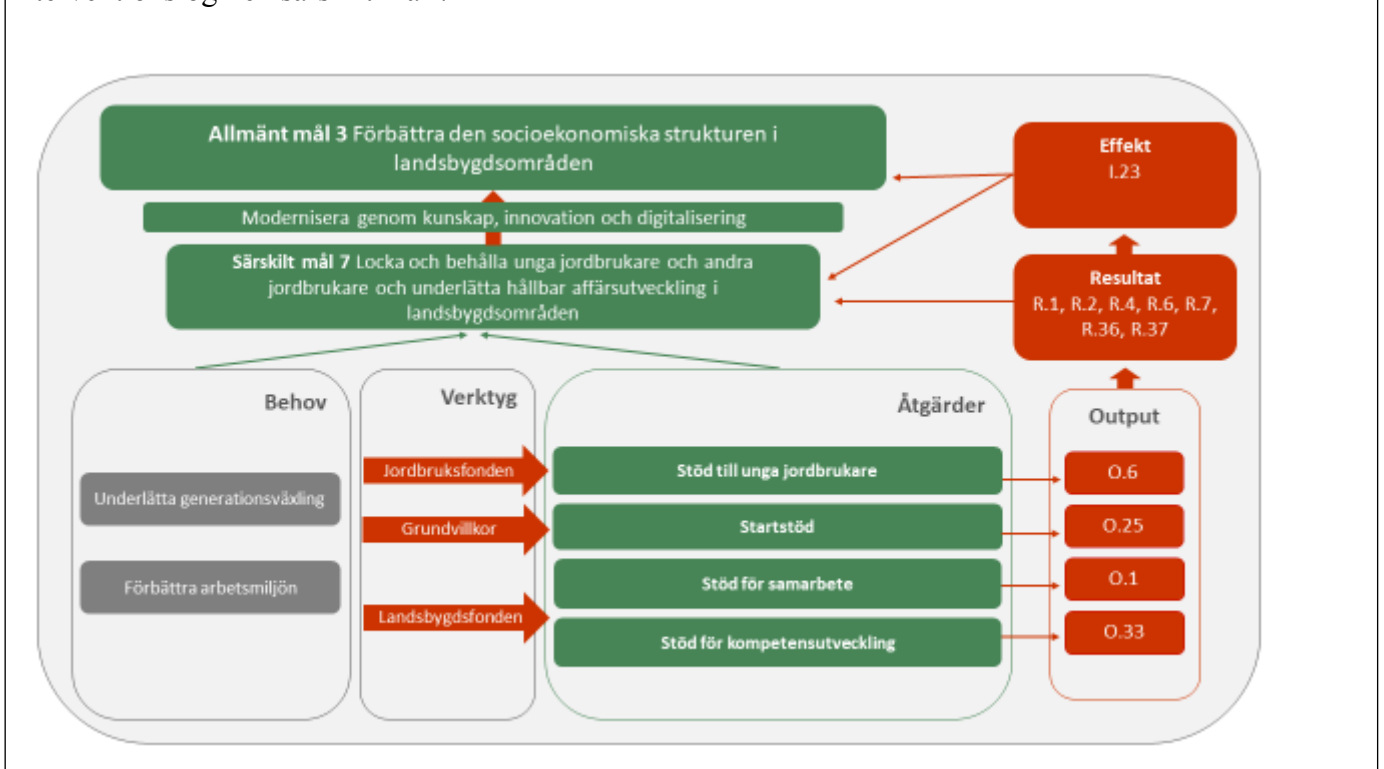 Allmänt mål 3 Förbättra den socioekonomiska strukturen i
landsbygdsområden
Modernisera genom kunskap, innovation och digitalisering
Särskilt mål 7 Locka och behålla unga jordbrukare och andra
jordbrukare och underlätta hållbar affärsutveckling i
landsbygdsområden
Effekt
I.23
Resultat
R.1, R.2, R.4, R.6, R.7,
R.36, R.37
Behov
Underlätta generationsväxling
Förbättra arbetsmiljön
Verktyg
Jordbruksfonden
Grundvillkor
Landsbygdsfonden
Åtgärder
Stöd till unga jordbrukare
Startstöd
Stöd för samarbete
Stöd för kompetensutveckling
Output
O.6
O.25
O.1
O.33